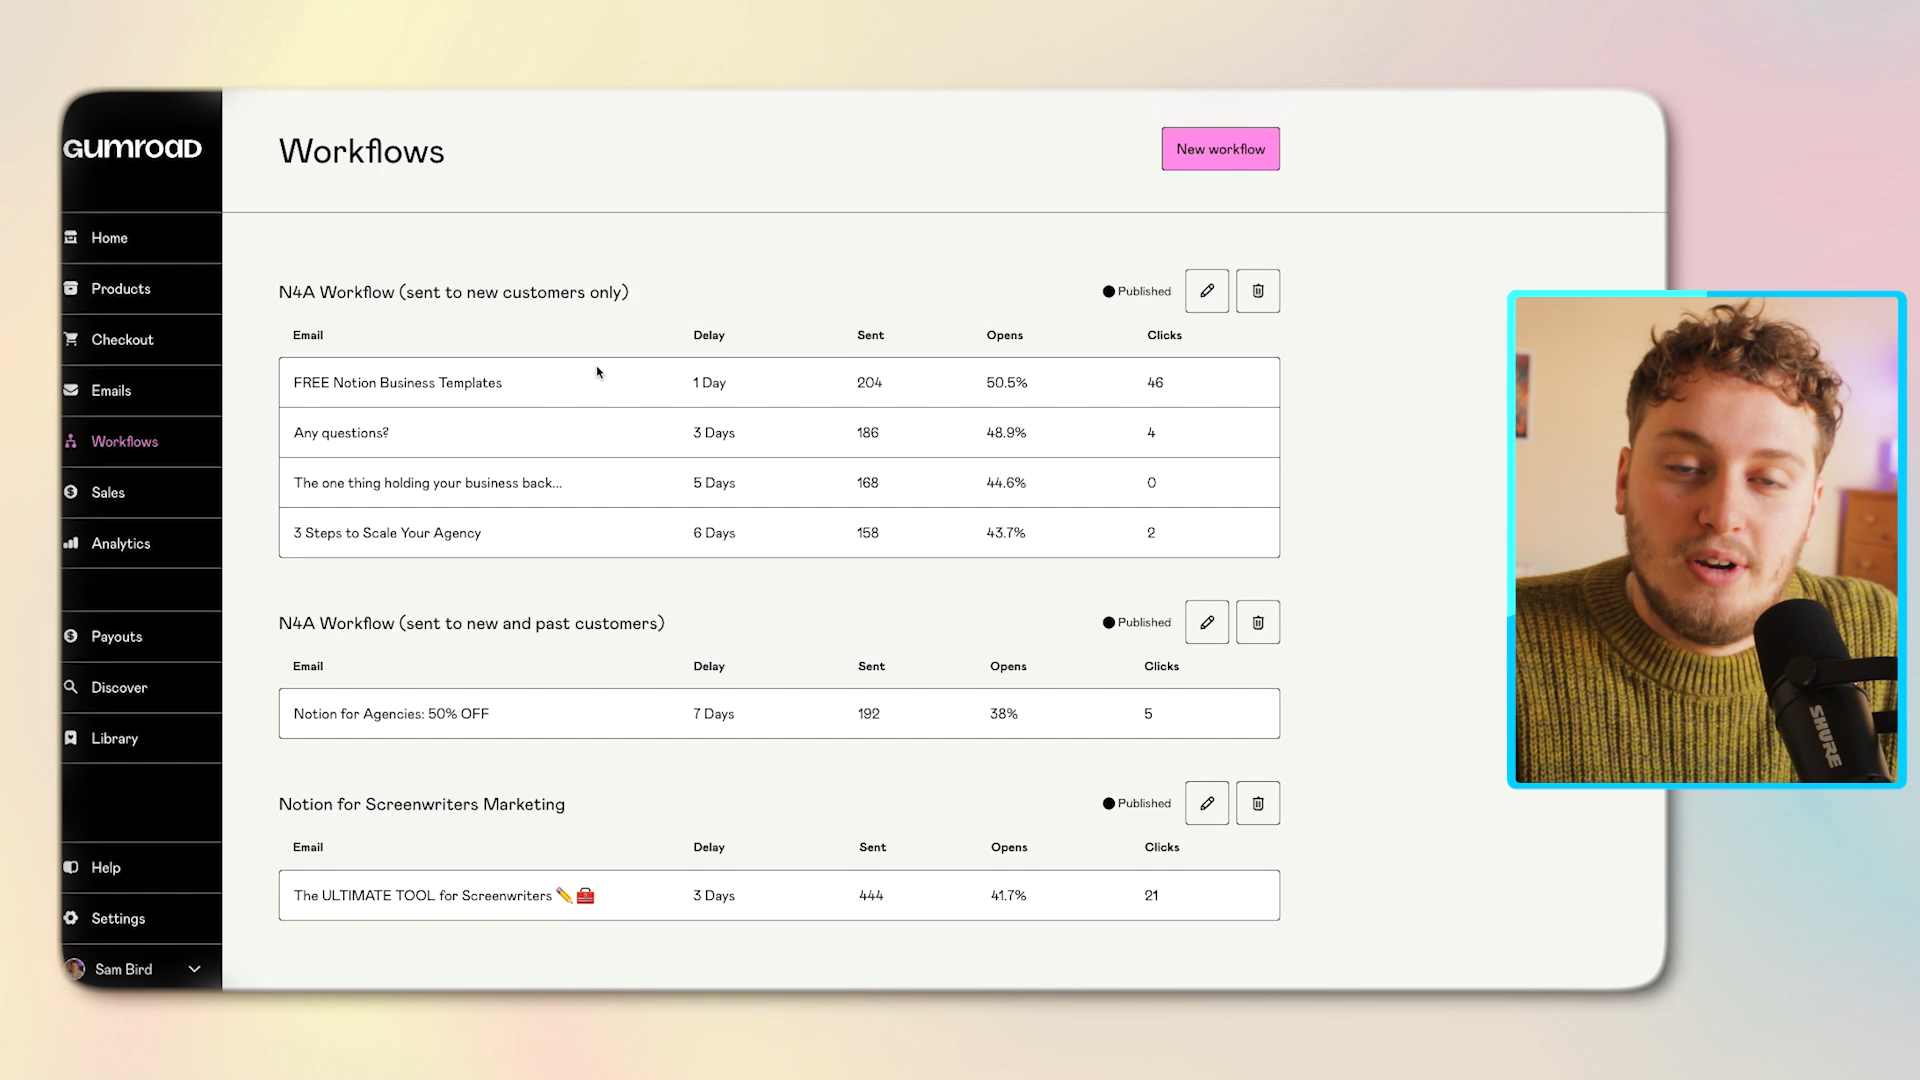 GUMROAD
Home
Products
Checkout
Emails
Workflows
Sales
Analytics
Payouts
Discover
Library
Help
Settings
Sam Bird
Workflows
New workflow
N4A Workflow (sent to new customers only)
Published
Email Delay Sent Opens Clicks
FREE Notion Business Templates 1 Day 204 50.5% 46
Any questions? 3 Days 186 48.9% 4
The one thing holding your business back... 5 Days 168 44.6% 0
3 Steps to Scale Your Agency 6 Days 158 43.7% 2
N4A Workflow (sent to new and past customers)
Published
Email Delay Sent Opens Clicks
Notion for Agencies: 50% OFF 7 Days 192 38% 5
Notion for Screenwriters Marketing
Published
Email Delay Sent Opens Clicks
The ULTIMATE TOOL for Screenwriters ✏️ 🧰 3 Days 444 41.7% 21
SHURE